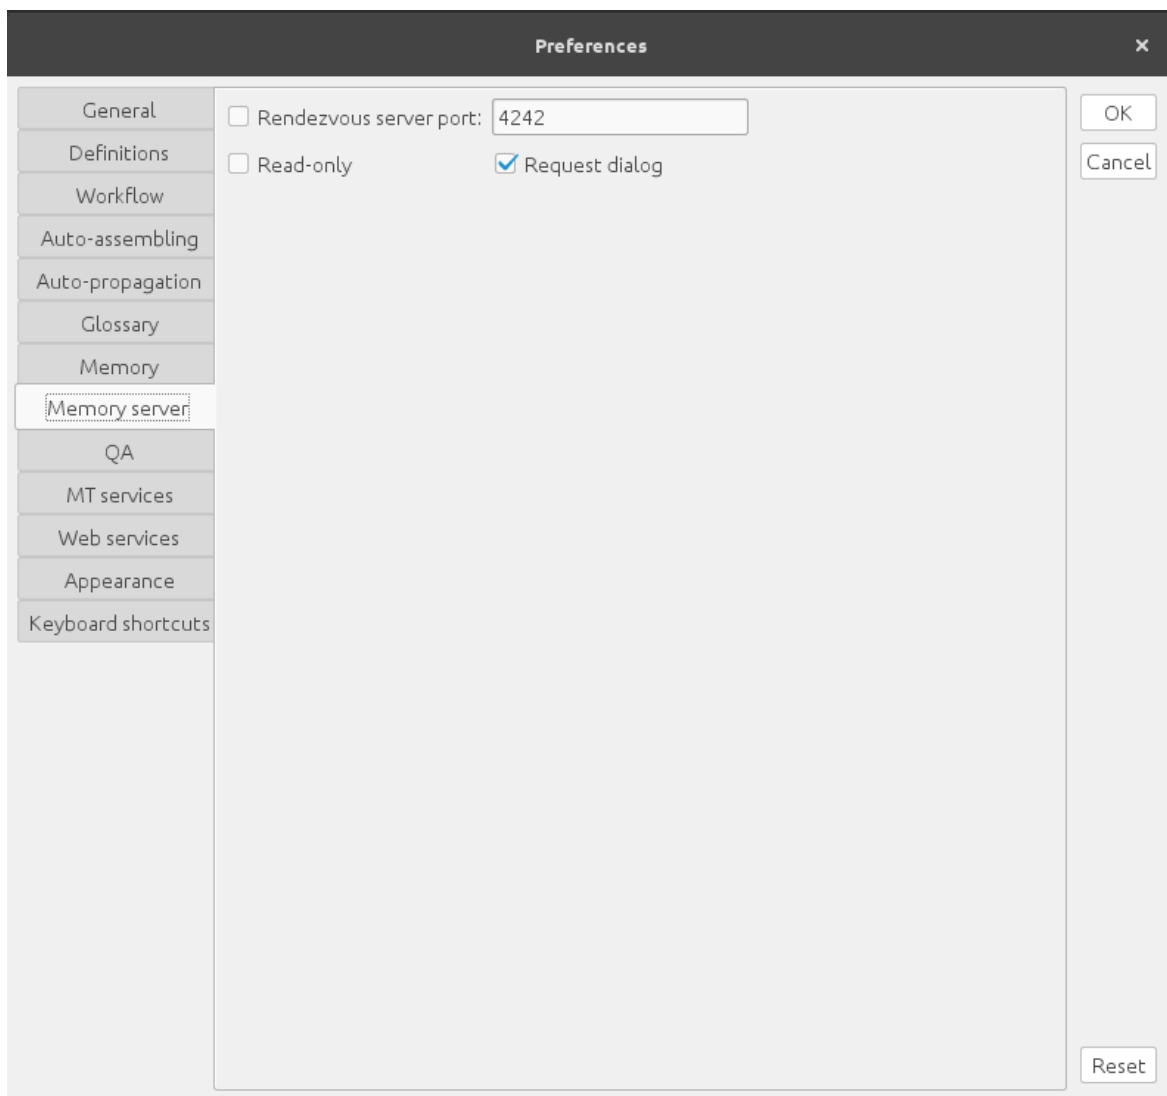 Preferences
×
General
Definitions
Workflow
Auto-assembling
Auto-propagation
Glossary
Memory
Memory server
QA
MT services
Web services
Appearance
Keyboard shortcuts
Rendezvous server port: 4242
Read-only Request dialog
OK
Cancel
Reset